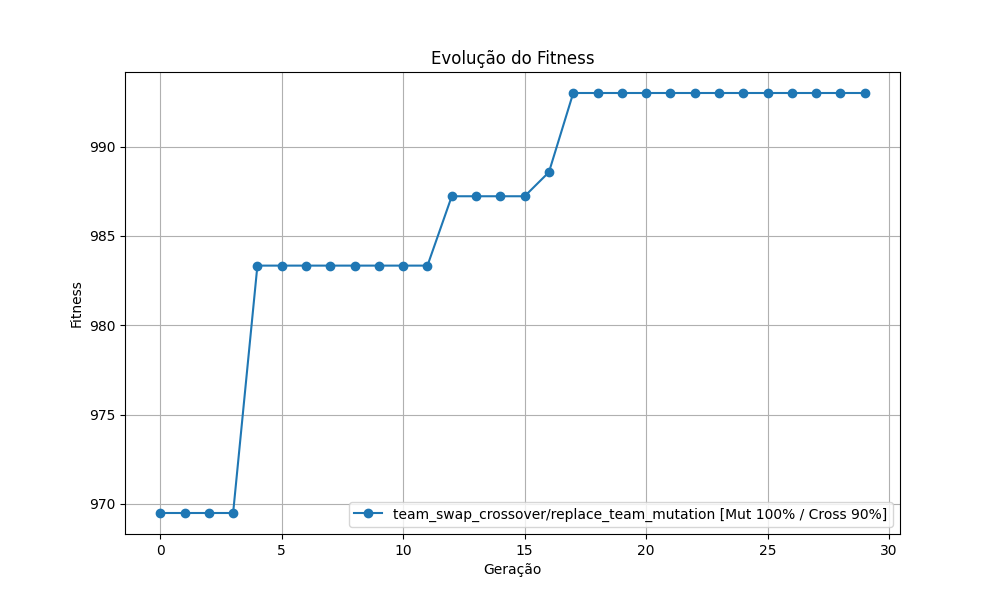 Evolução do Fitness
Fitness
990
985
980
975
970
team_swap_crossover/replace_team_mutation [Mut 100% / Cross 90%]
0 5 10 15 20 25 30
Geração